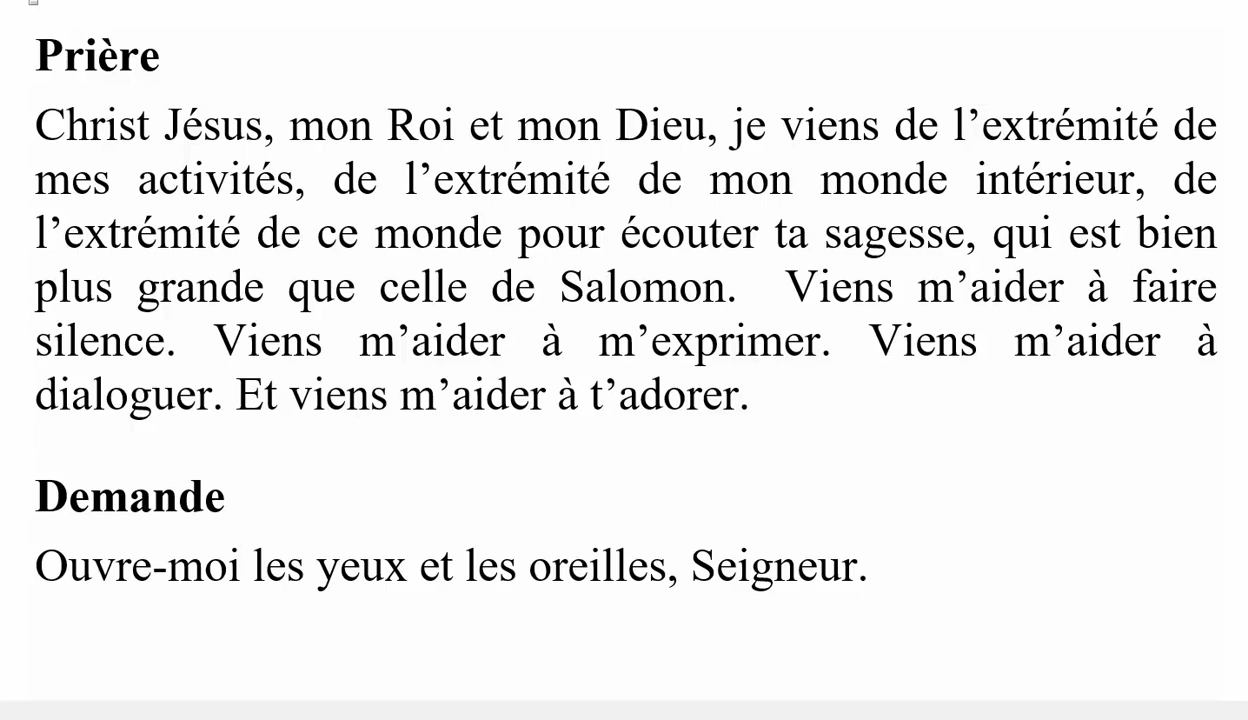 Prière
Christ Jésus, mon Roi et mon Dieu, je viens de l’extrémité de
mes activités, de l’extrémité de mon monde intérieur, de
l’extrémité de ce monde pour écouter ta sagesse, qui est bien
plus grande que celle de Salomon.  Viens m’aider à faire
silence. Viens m’aider à m’exprimer. Viens m’aider à
dialoguer. Et viens m’aider à t’adorer.
Demande
Ouvre-moi les yeux et les oreilles, Seigneur.